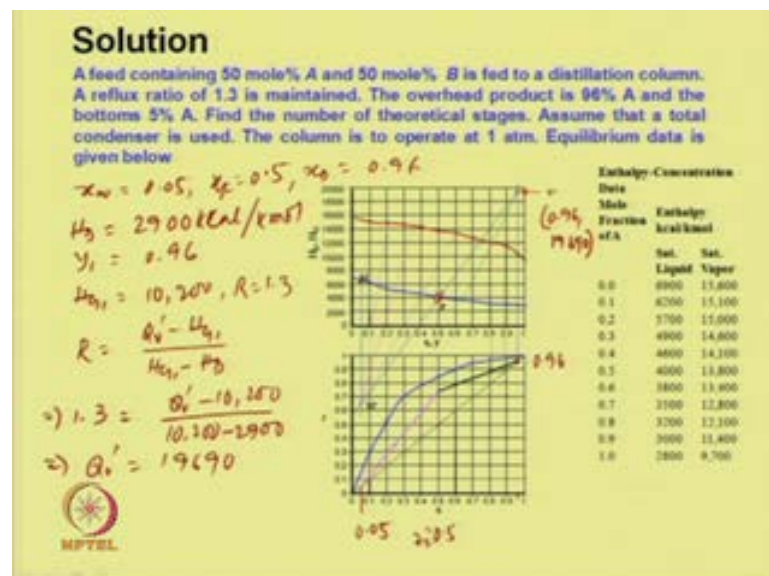 Solution
A feed containing 50 mole% A and 50 mole% B is fed to a distillation column.
A reflux ratio of 1.3 is maintained. The overhead product is 96% A and the
bottoms 5% A. Find the number of theoretical stages. Assume that a total
condenser is used. The column is to operate at 1 atm. Equilibrium data is
given below
xw = 0.05, xF = 0.5, xD = 0.96
HD = 2900 kCal/kmol
y1 = 0.96
HG1 = 10,200, R = 1.3
R = Qv' - HG1
HG1 - HD
=) 1.3 = Qv' - 10,200
10,200 - 2900
=) Qv' = 19690
(0.96,
19690)
0.96
0.05
0.5
Enthalpy-Concentration
Data
Mole
Fraction
of A
Enthalpy
kcal/kmol
Sat. Liquid
Sat. Vapor
0.0 6900 15,600
0.1 6200 15,100
0.2 5700 15,000
0.3 4900 14,600
0.4 4600 14,100
0.5 4000 13,800
0.6 3800 13,400
0.7 3500 12,800
0.8 3200 12,100
0.9 3000 11,400
1.0 2800 9,700
NPTEL